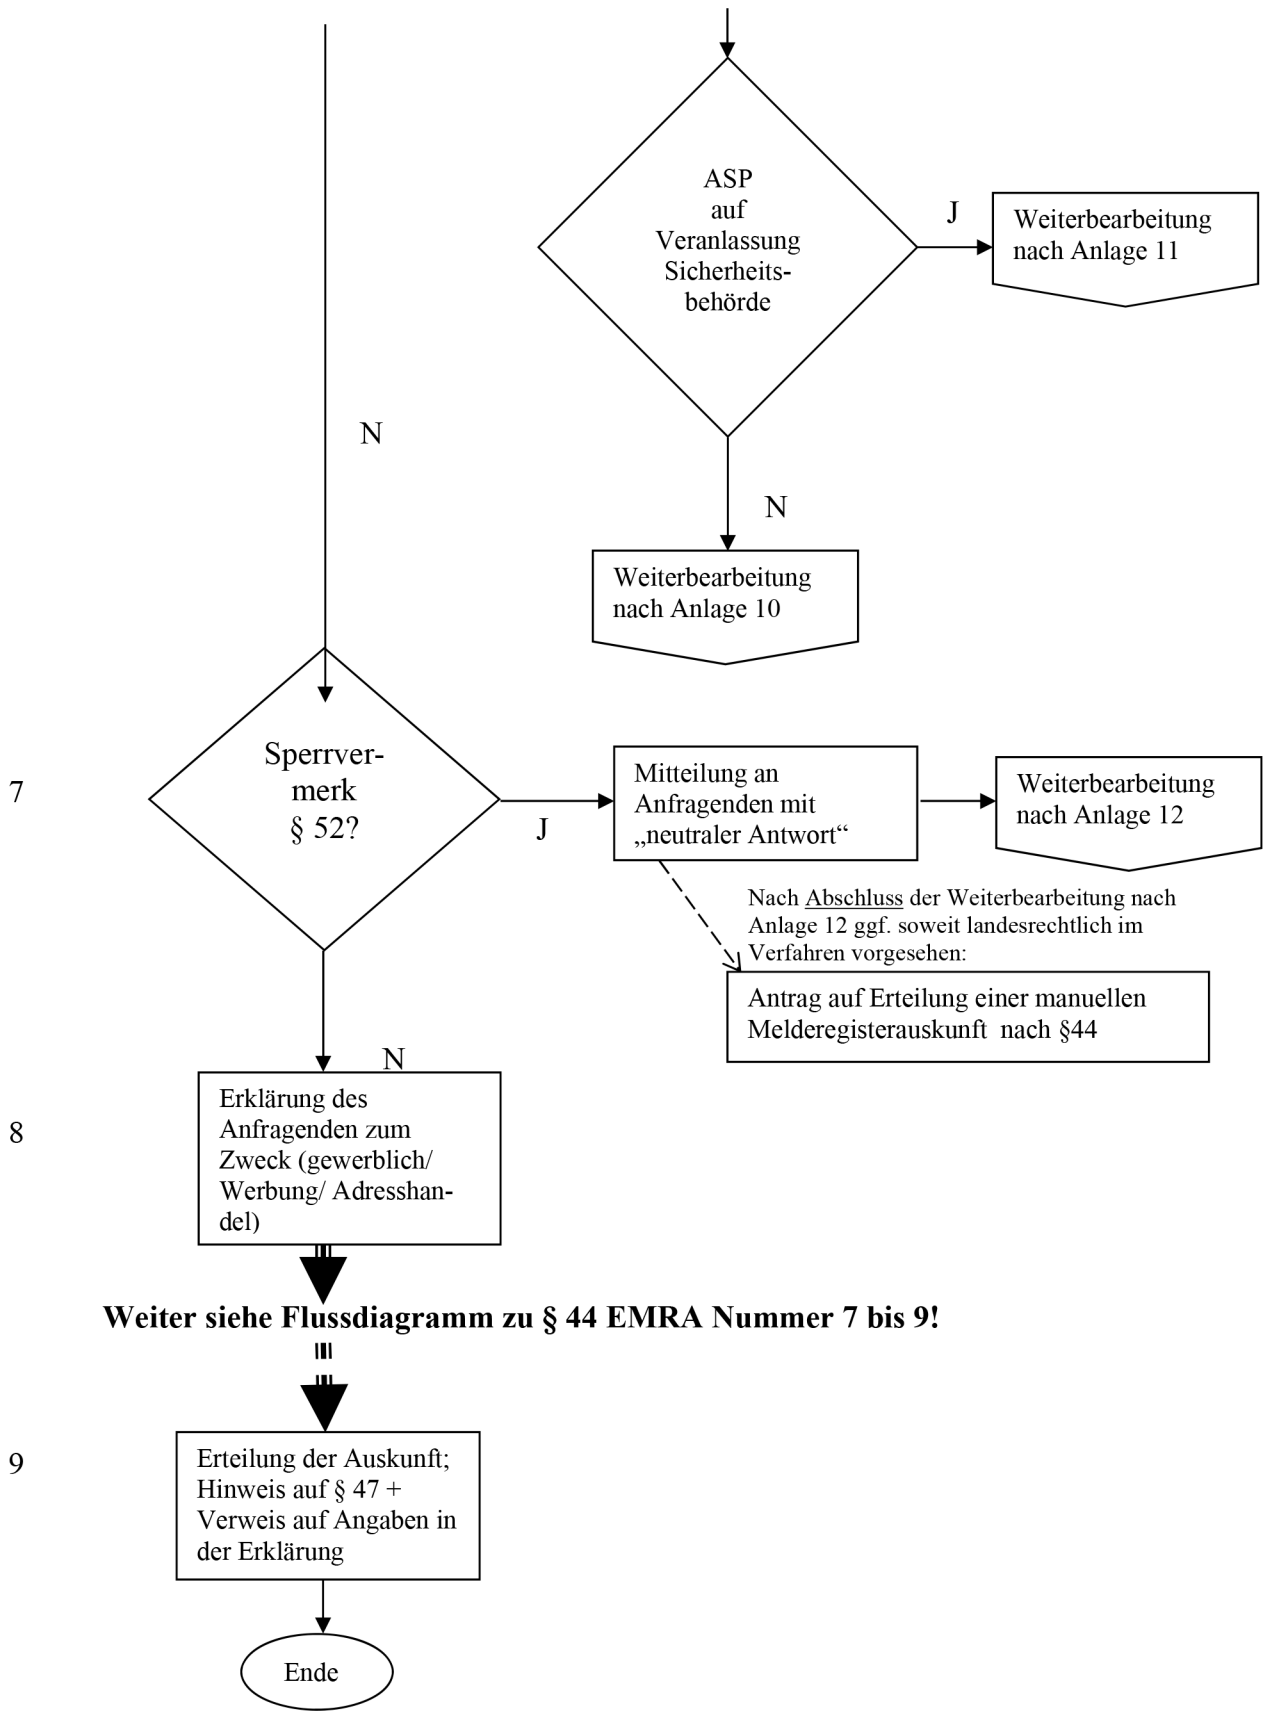 ASP
auf
Veranlassung
Sicherheits-
behörde
J
Weiterbearbeitung
nach Anlage 11
N
N
Weiterbearbeitung
nach Anlage 10
7
Sperrver-
merk
§ 52?
J
Mitteilung an
Anfragenden mit
„neutraler Antwort“
Weiterbearbeitung
nach Anlage 12
Nach Abschluss der Weiterbearbeitung nach
Anlage 12 ggf. soweit landesrechtlich im
Verfahren vorgesehen:
Antrag auf Erteilung einer manuellen
Melderegisterauskunft nach §44
N
8
Erklärung des
Anfragenden zum
Zweck (gewerblich/
Werbung/ Adresshan-
del)
Weiter siehe Flussdiagramm zu § 44 EMRA Nummer 7 bis 9!
9
Erteilung der Auskunft;
Hinweis auf § 47 +
Verweis auf Angaben in
der Erklärung
Ende